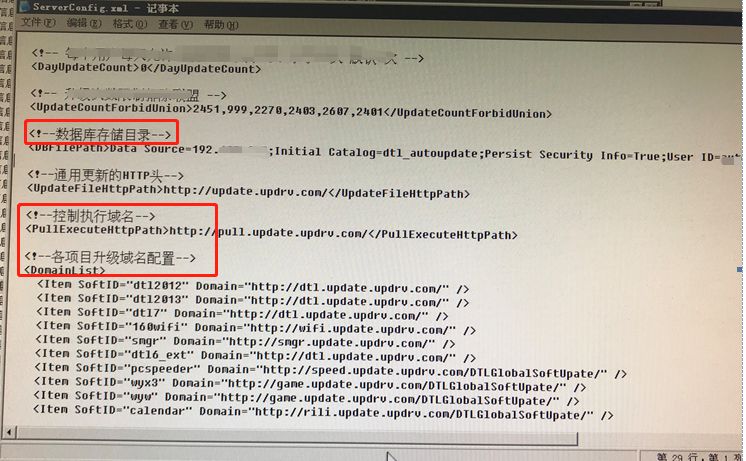 ServerConfig.xml - 记事本
文件(F) 编辑(E) 格式(O) 查看(V) 帮助(H)
<!-- -->
<DayUpdateCount>0</DayUpdateCount>
<!-- 联盟 -->
<UpdateCountForbidUnion>2451,999,2270,2403,2607,2401</UpdateCountForbidUnion>
<!--数据库存储目录-->
<DBFilePath>Data Source=192. ;Initial Catalog=dtl_autoupdate;Persist Security Info=True;User ID=
<!--通用更新的HTTP头-->
<UpdateFileHttpPath>http://update.updrv.com/</UpdateFileHttpPath>
<!--控制执行域名-->
<PullExecuteHttpPath>http://pull.update.updrv.com/</PullExecuteHttpPath>
<!--各项目升级域名配置-->
<DomainList>
<Item SoftID="dtl2012" Domain="http://dtl.update.updrv.com/" />
<Item SoftID="dtl2013" Domain="http://dtl.update.updrv.com/" />
<Item SoftID="dtl7" Domain="http://dtl.update.updrv.com/" />
<Item SoftID="160wifi" Domain="http://wifi.update.updrv.com/" />
<Item SoftID="smgr" Domain="http://smgr.update.updrv.com/" />
<Item SoftID="dtl6_ext" Domain="http://dtl.update.updrv.com/" />
<Item SoftID="pcspeeder" Domain="http://speed.update.updrv.com/DTLGlobalSoftUpate/" />
<Item SoftID="wyx3" Domain="http://game.update.updrv.com/DTLGlobalSoftUpate/" />
<Item SoftID="wyw" Domain="http://game.update.updrv.com/DTLGlobalSoftUpate/" />
<Item SoftID="calendar" Domain="http://rili.update.updrv.com/DTLGlobalSoftUpate/" />
第 29 行, 第 1 列